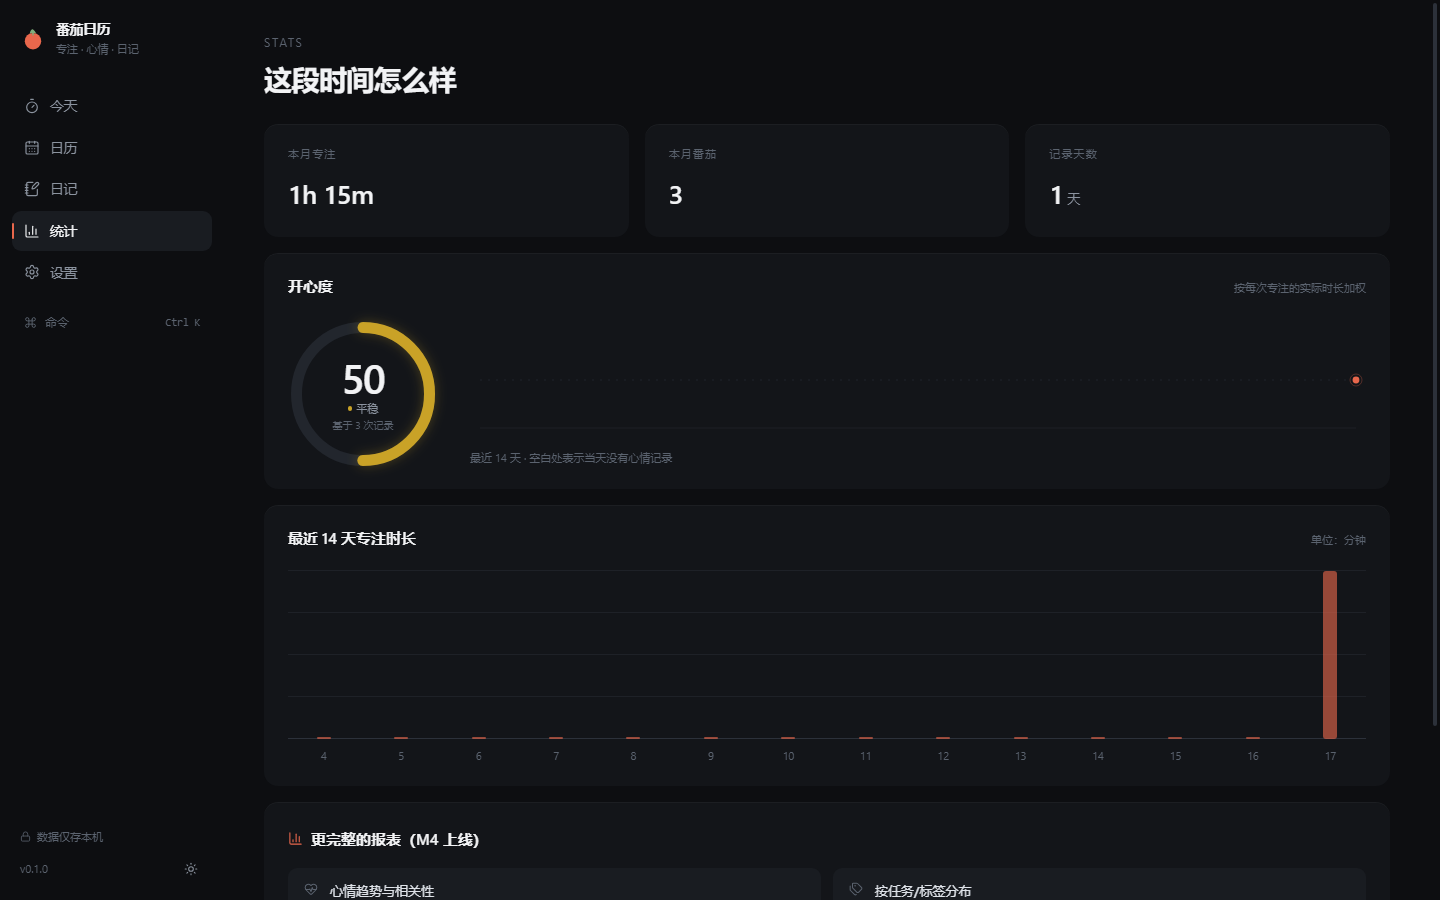 番茄日历
专注 · 心情 · 日记
今天
日历
日记
统计
设置
⌘ 命令 Ctrl K
数据仅存本机
v0.1.0
STATS
这段时间怎么样
本月专注
1h 15m
本月番茄
3
记录天数
1 天
开心度
按每次专注的实际时长加权
50
平稳
基于 3 次记录
最近 14 天 · 空白处表示当天没有心情记录
最近 14 天专注时长
单位：分钟
4 5 6 7 8 9 10 11 12 13 14 15 16 17
更完整的报表（M4 上线）
心情趋势与相关性
按任务/标签分布